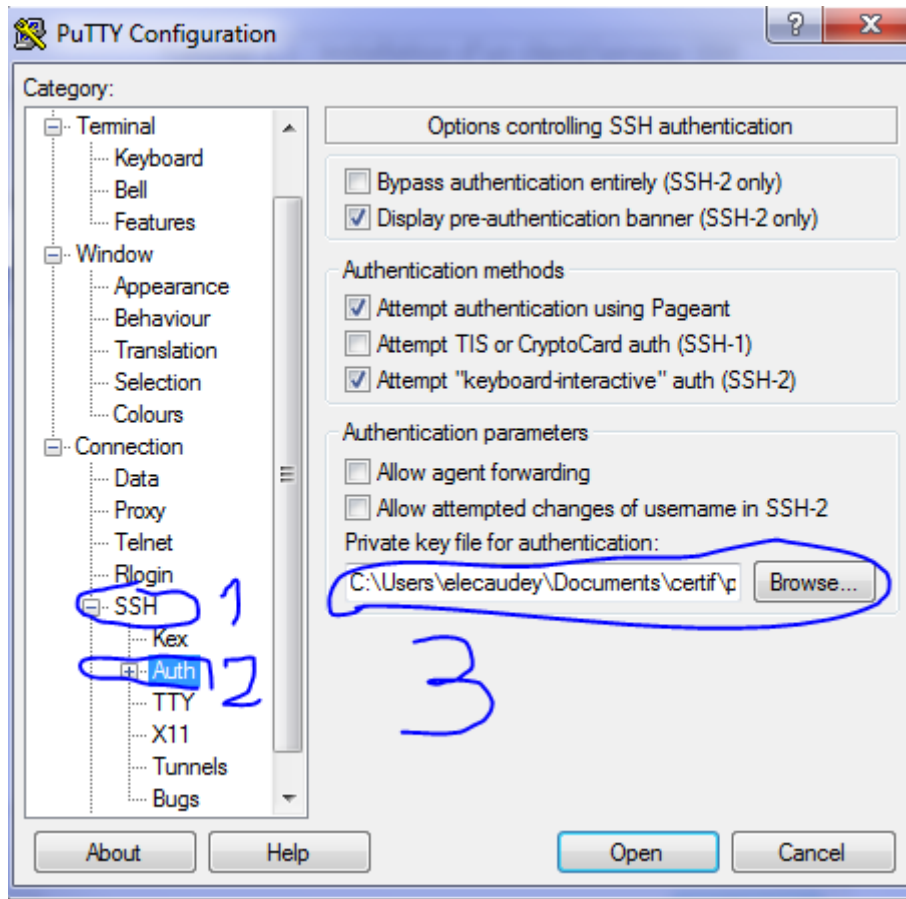 PuTTY Configuration
Category:
Terminal
Keyboard
Bell
Features
Window
Appearance
Behaviour
Translation
Selection
Colours
Connection
Data
Proxy
Telnet
Rlogin
SSH 1
Kex
Auth 2
TTY
X11
Tunnels
Bugs
Options controlling SSH authentication
Bypass authentication entirely (SSH-2 only)
Display pre-authentication banner (SSH-2 only)
Authentication methods
Attempt authentication using Pageant
Attempt TIS or CryptoCard auth (SSH-1)
Attempt "keyboard-interactive" auth (SSH-2)
Authentication parameters
Allow agent forwarding
Allow attempted changes of username in SSH-2
Private key file for authentication:
C:\Users\elecaudey\Documents\certif\p Browse...
3
About Help Open Cancel